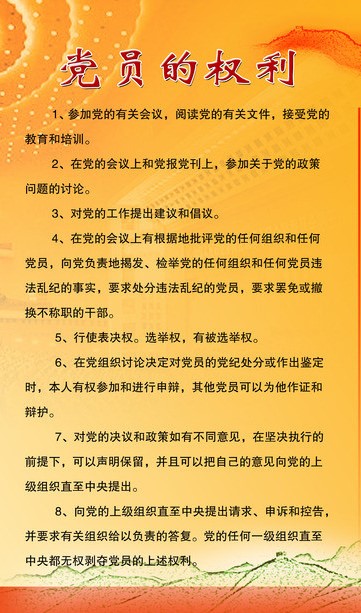 党员的权利
1、参加党的有关会议，阅读党的有关文件，接受党的
教育和培训。
2、在党的会议上和党报党刊上，参加关于党的政策
问题的讨论。
3、对党的工作提出建议和倡议。
4、在党的会议上有根据地批评党的任何组织和任何
党员，向党负责地揭发、检举党的任何组织和任何党员违
法乱纪的事实，要求处分违法乱纪的党员，要求罢免或撤
换不称职的干部。
5、行使表决权。选举权，有被选举权。
6、在党组织讨论决定对党员的党纪处分或作出鉴定
时，本人有权参加和进行申辩，其他党员可以为他作证和
辩护。
7、对党的决议和政策如有不同意见，在坚决执行的
前提下，可以声明保留，并且可以把自己的意见向党的上
级组织直至中央提出。
8、向党的上级组织直至中央提出请求、申诉和控告，
并要求有关组织给以负责的答复。党的任何一级组织直至
中央都无权剥夺党员的上述权利。